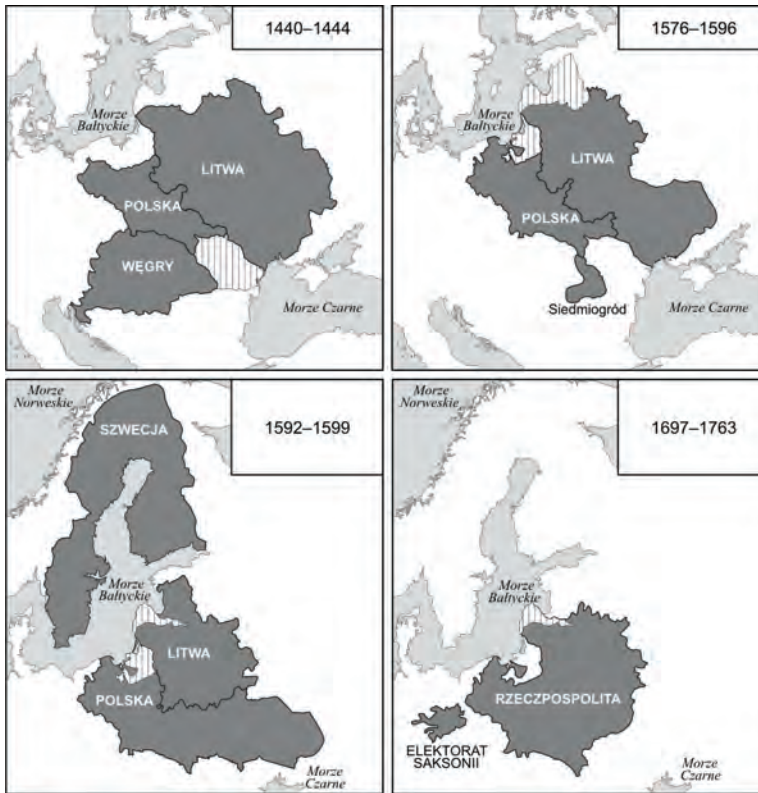 1440–1444
Morze
Bałtyckie
LITWA
POLSKA
WĘGRY
Morze Czarne
1576–1596
Morze
Bałtyckie
LITWA
POLSKA
Siedmiogród
Morze Czarne
Morze
Norweskie
1592–1599
SZWECJA
Morze
Bałtyckie
LITWA
POLSKA
Morze
Czarne
Morze
Norweskie
1697–1763
Morze
Bałtyckie
RZECZPOSPOLITA
ELEKTORAT
SAKSONII
Morze
Czarne